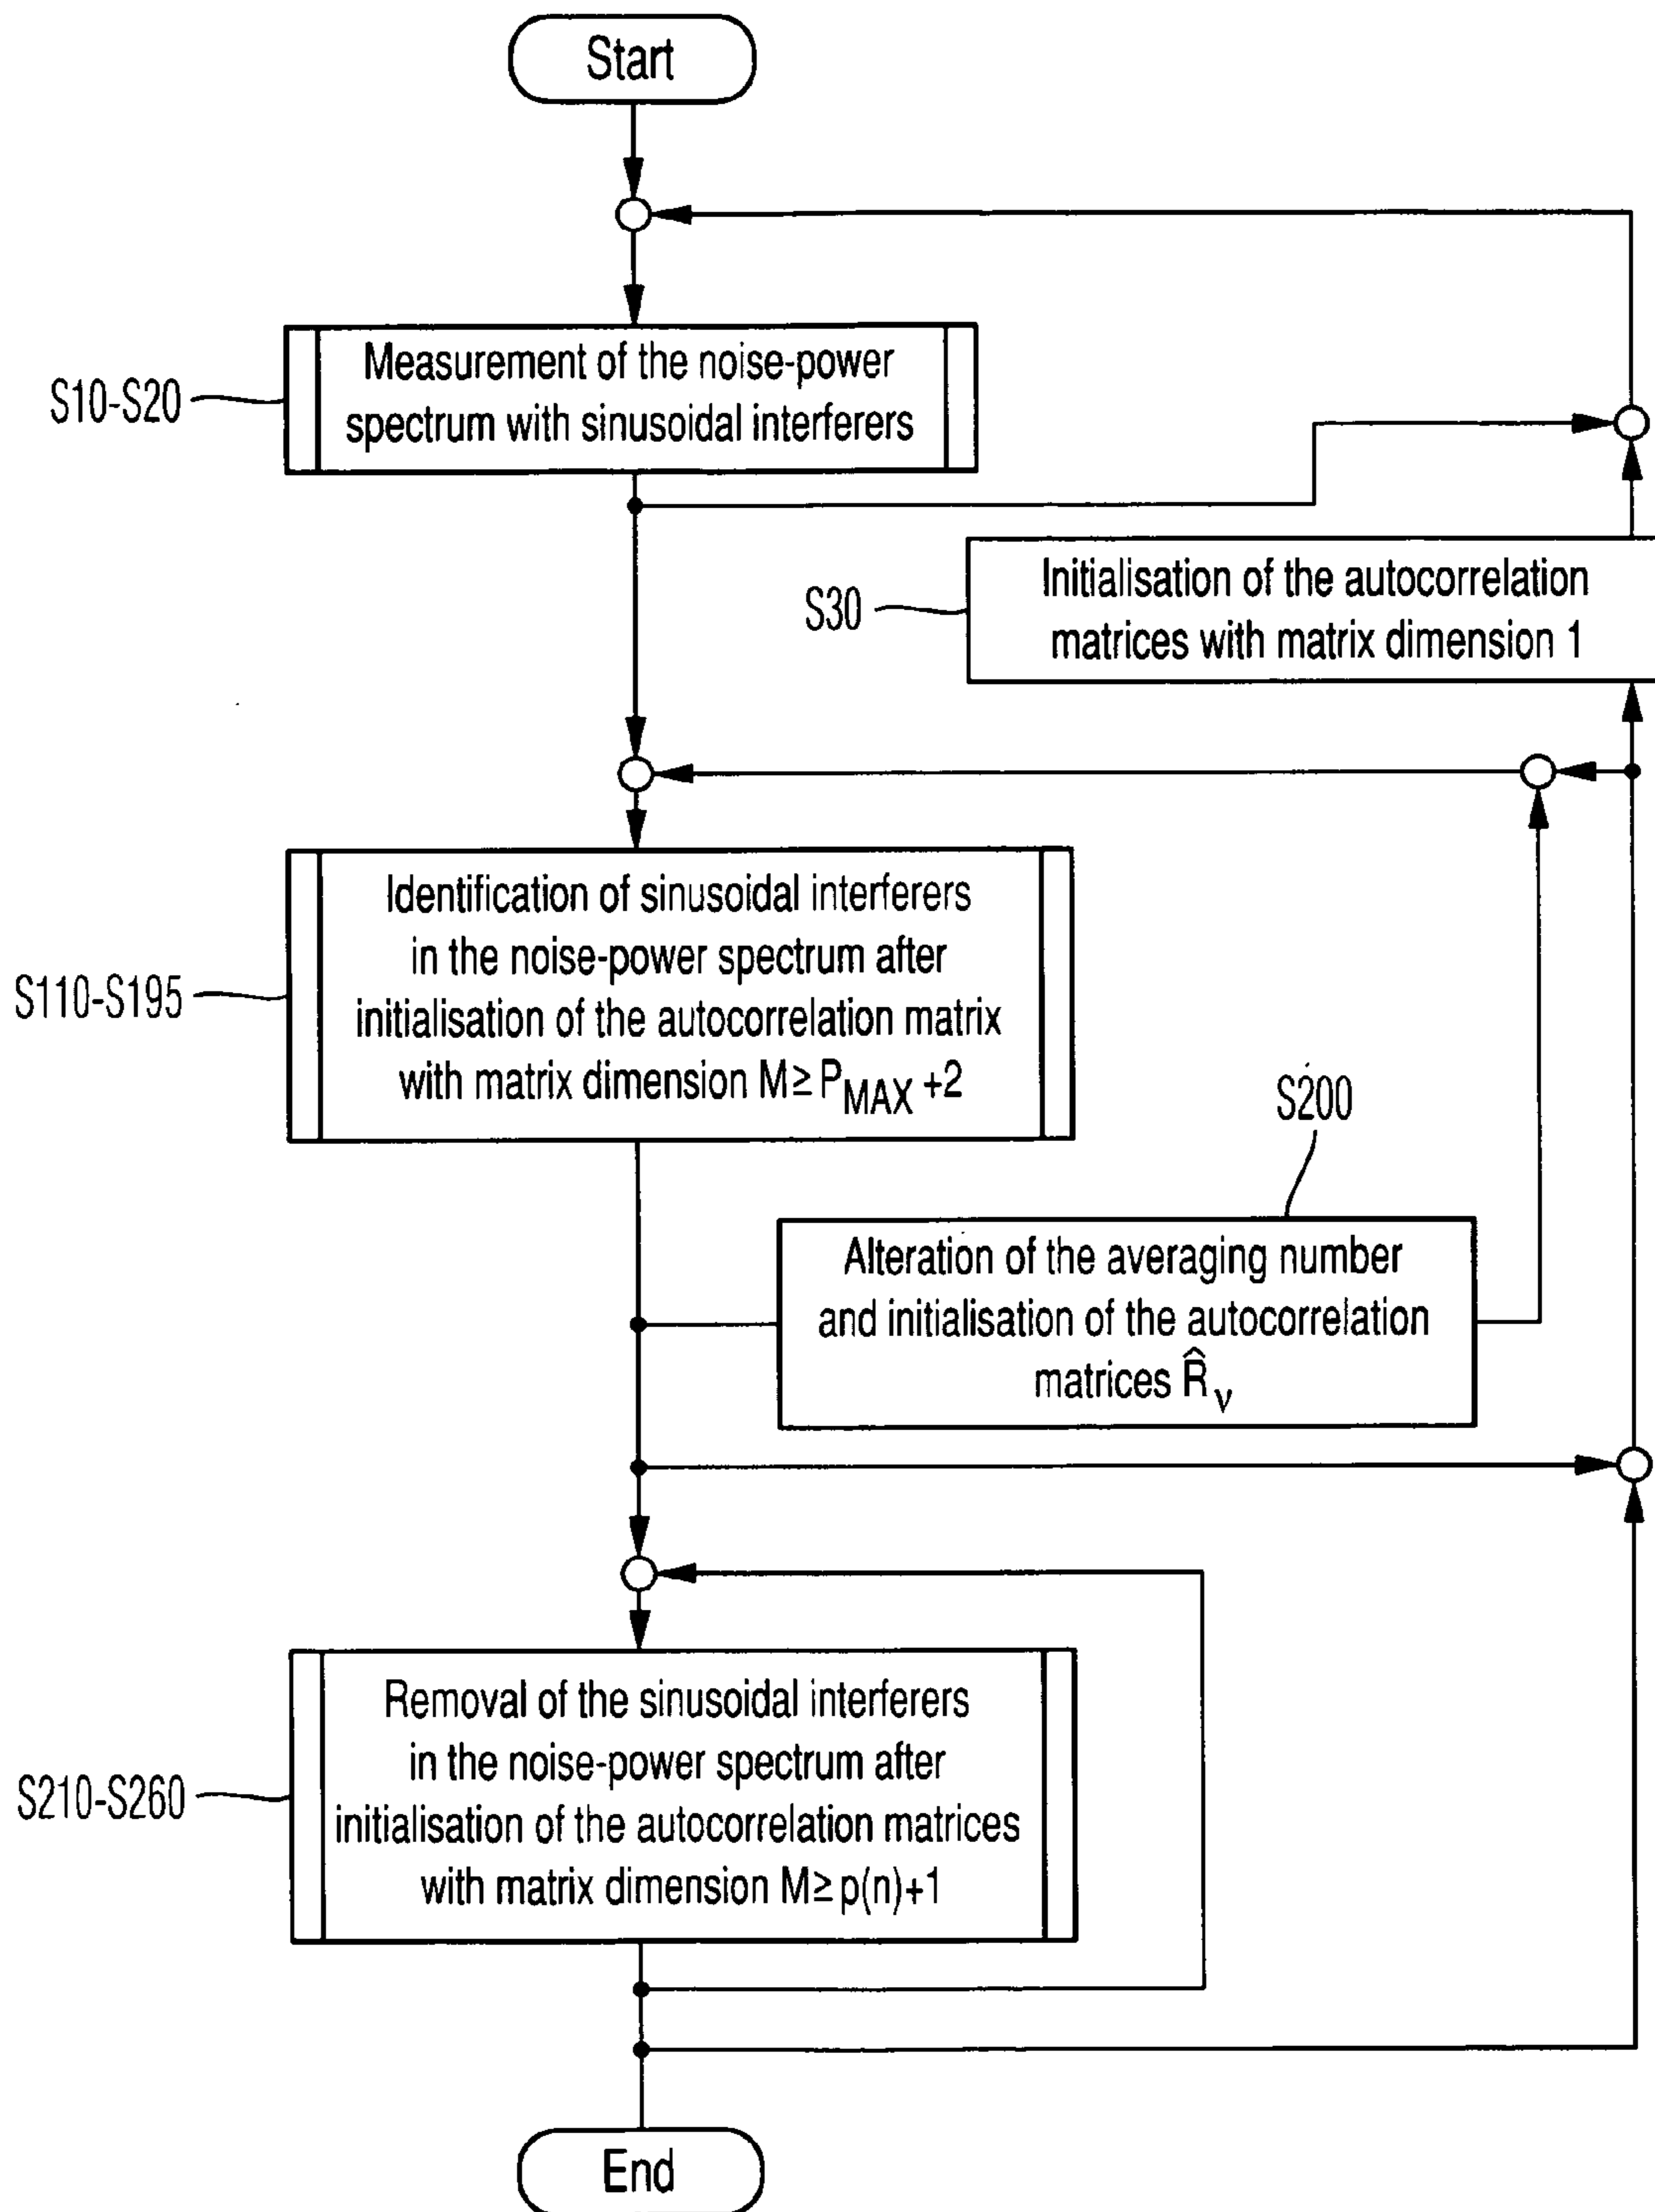 Start
S10-S20
Measurement of the noise-power
spectrum with sinusoidal interferers
S30
Initialisation of the autocorrelation
matrices with matrix dimension 1
S110-S195
Identification of sinusoidal interferers
in the noise-power spectrum after
initialisation of the autocorrelation matrix
with matrix dimension M ≥ P_MAX +2
S200
Alteration of the averaging number
and initialisation of the autocorrelation
matrices R̂_ν
S210-S260
Removal of the sinusoidal interferers
in the noise-power spectrum after
initialisation of the autocorrelation matrices
with matrix dimension M ≥ p(n)+1
End